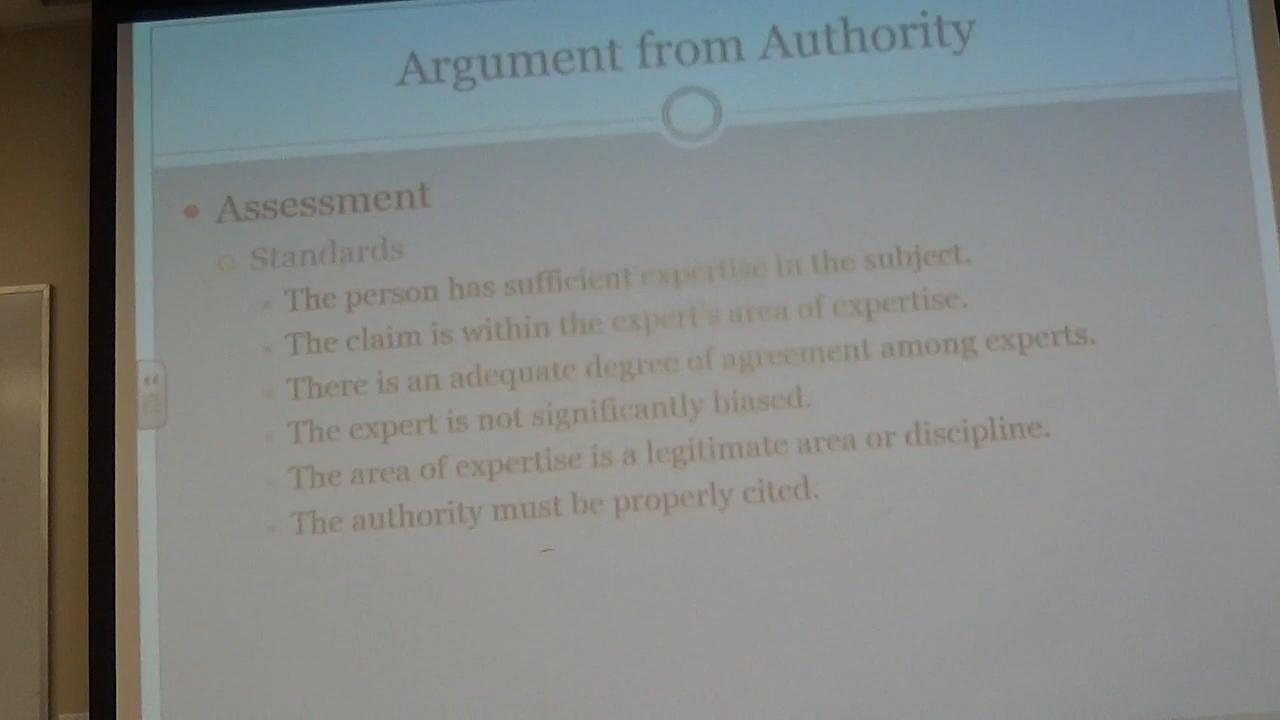 Argument from Authority
Assessment
Standards
The person has sufficient expertise in the subject.
The claim is within the expert's area of expertise.
There is an adequate degree of agreement among experts.
The expert is not significantly biased.
The area of expertise is a legitimate area or discipline.
The authority must be properly cited.